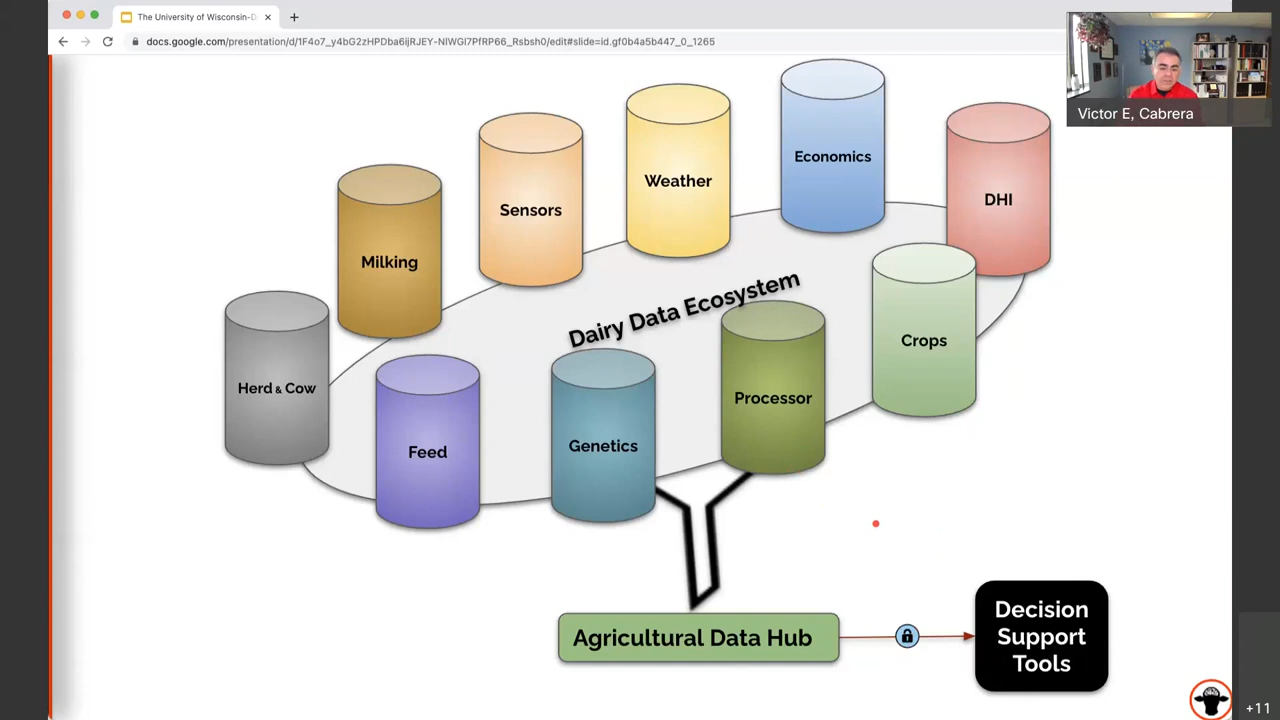 The University of Wisconsin-D
docs.google.com/presentation/d/1F4o7_y4bG2zHPDba6ijRJEY-NIWGl7PfRP66_Rsbsh0/edit#slide=id.gf0b4a5b447_0_1265
Victor E, Cabrera
Economics
Weather
DHI
Sensors
Milking
Dairy Data Ecosystem
Crops
Herd & Cow
Processor
Genetics
Feed
Agricultural Data Hub
Decision
Support
Tools
+11